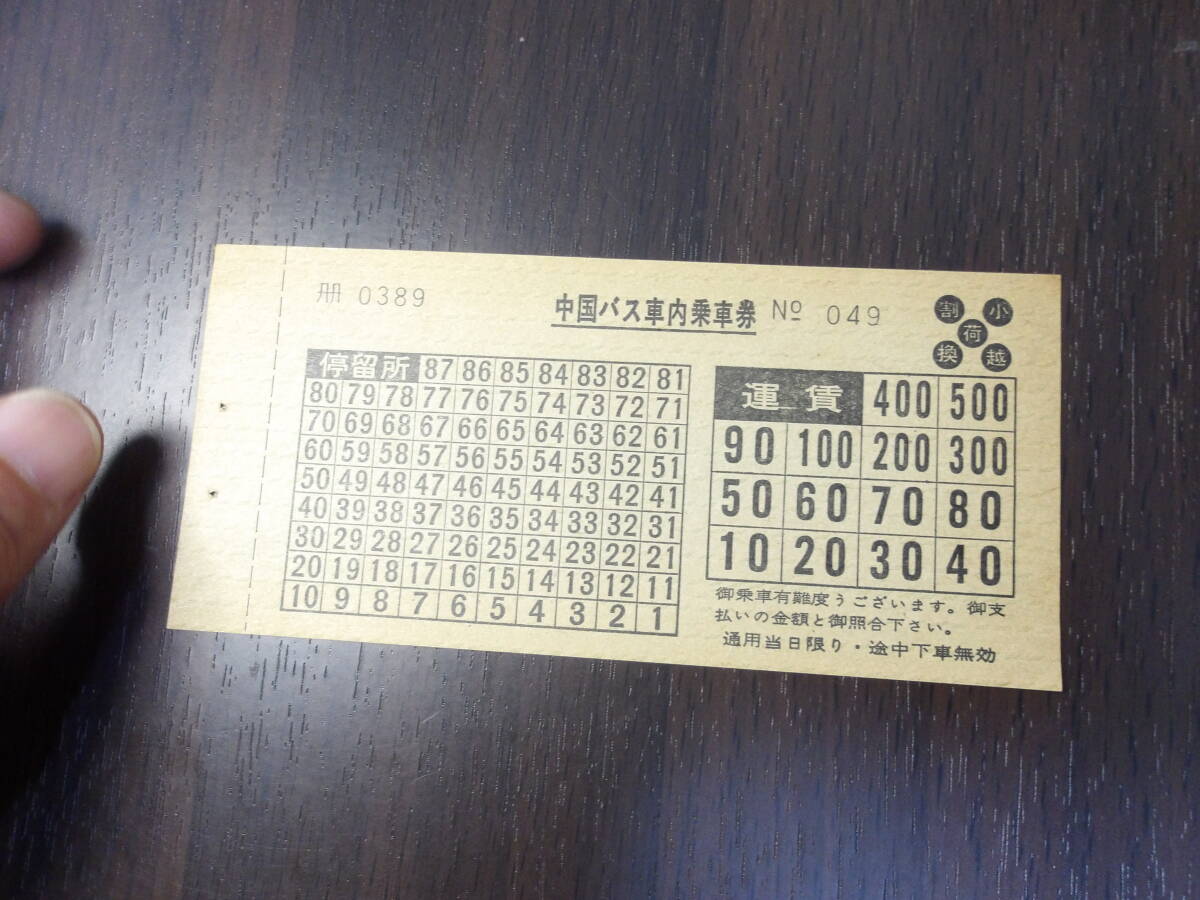 冊 0389
中国バス車内乗車券 № 049
割 小
荷
換 越
停留所 87 86 85 84 83 82 81
80 79 78 77 76 75 74 73 72 71
70 69 68 67 66 65 64 63 62 61
60 59 58 57 56 55 54 53 52 51
50 49 48 47 46 45 44 43 42 41
40 39 38 37 36 35 34 33 32 31
30 29 28 27 26 25 24 23 22 21
20 19 18 17 16 15 14 13 12 11
10 9 8 7 6 5 4 3 2 1
運賃 400 500
90 100 200 300
50 60 70 80
10 20 30 40
御乗車有難度うございます。御支
払いの金額と御照合下さい。
通用当日限り・途中下車無効